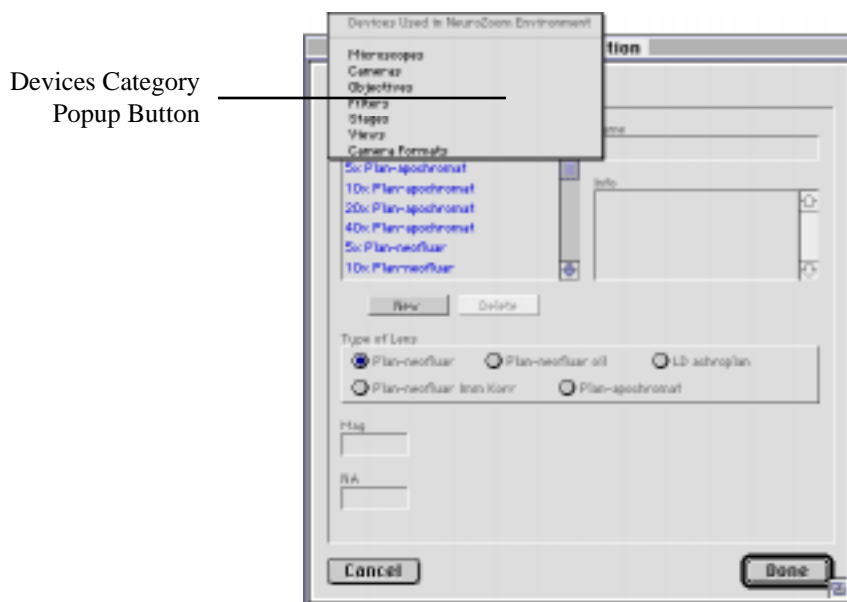 Devices Used in NeuroZoom Environment
tion
Microscopes
Cameras
Objectives
Filters
Stages
Views
Camera Formats
Devices Category
Popup Button
ame
5x Plan-apochromat
10x Plan-apochromat
20x Plan-apochromat
40x Plan-apochromat
5x Plan-neofluar
10x Plan-neofluar
Info
New
Delete
Type of Lens
Plan-neofluar
Plan-neofluar oil
LD achroplan
Plan-neofluar Imm Korr
Plan-apochromat
Mag
NA
Cancel
Done